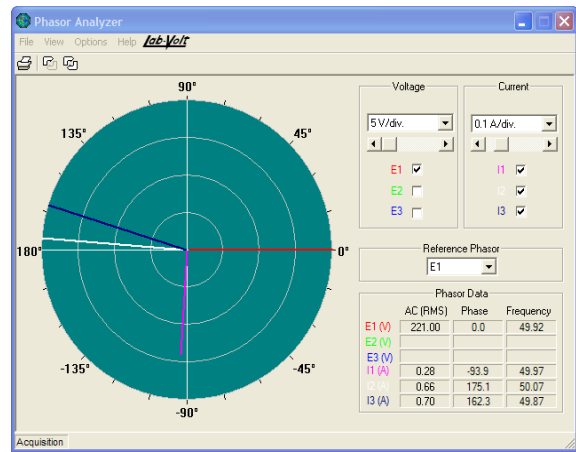 Phasor Analyzer
File View Options Help Lab-Volt
90°
135°
45°
180°
0°
-135°
-45°
-90°
Voltage
5 V/div.
E1
E2
E3
Current
0.1 A/div.
I1
I2
I3
Reference Phasor
E1
Phasor Data
AC (RMS) Phase Frequency
E1 (V) 221.00 0.0 49.92
E2 (V)
E3 (V)
I1 (A) 0.28 -93.9 49.97
I2 (A) 0.66 175.1 50.07
I3 (A) 0.70 162.3 49.87
Acquisition